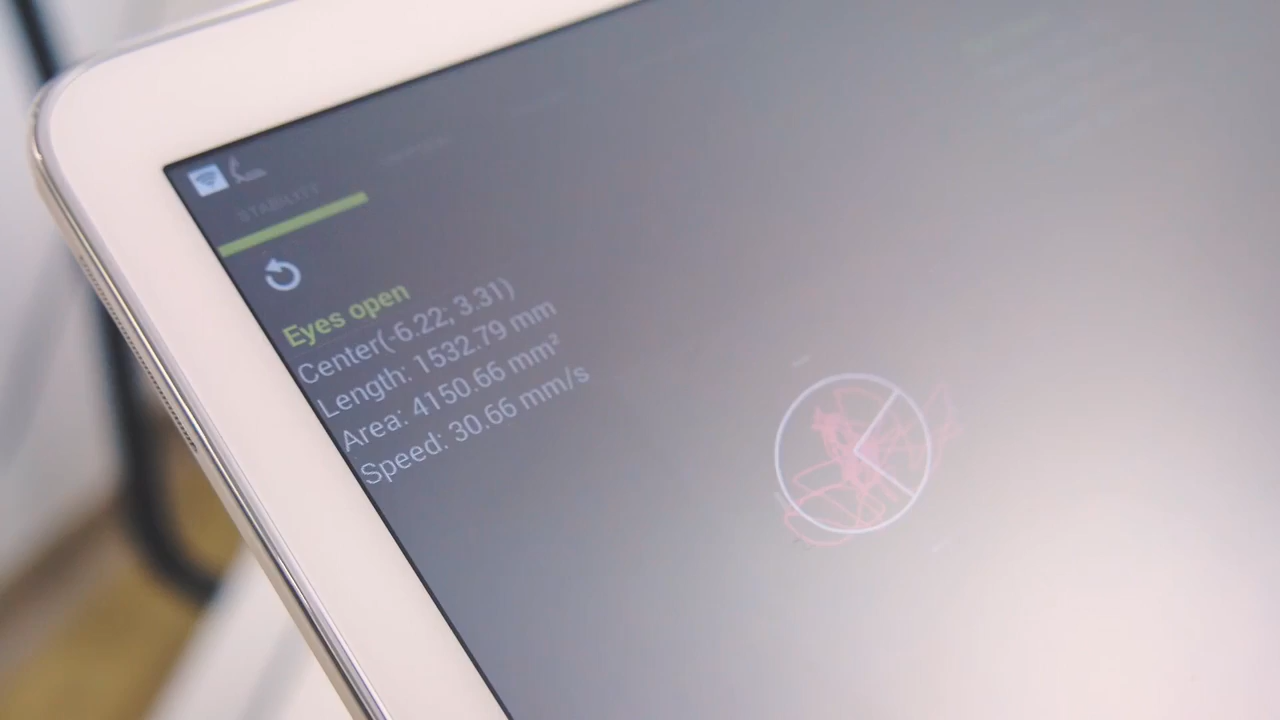 STABILITY
Eyes open
Center(-6.22; 3.31)
Length: 1532.79 mm
Area: 4150.66 mm²
Speed: 30.66 mm/s